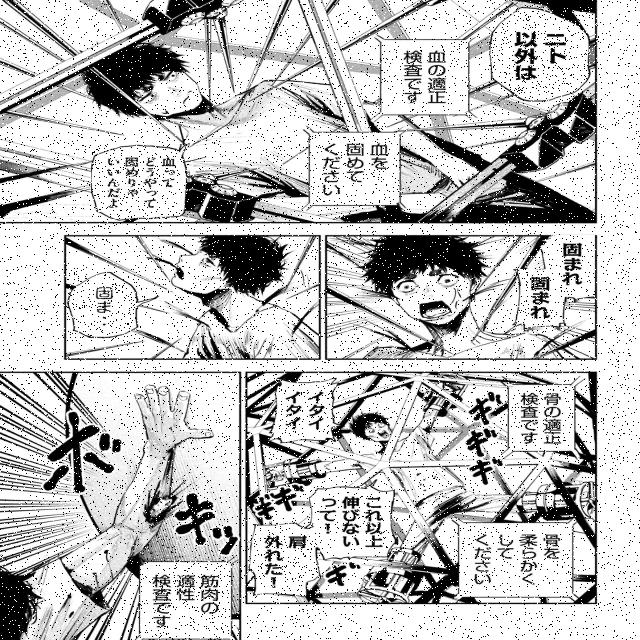 ニト
以外は
血の適正
検査です
血を
固めて
ください
血って
どうやって
固めりゃ
いいんだよ
固まれ
固まれ
固ま
骨の適正
検査です
ギシ
ギギギ
イタイ
イタイ
ギギギ
骨を
柔らかく
して
ください
これ以上
伸びない
って！
肩
外れた！
ギ
ボギッ
筋肉の
適性
検査です